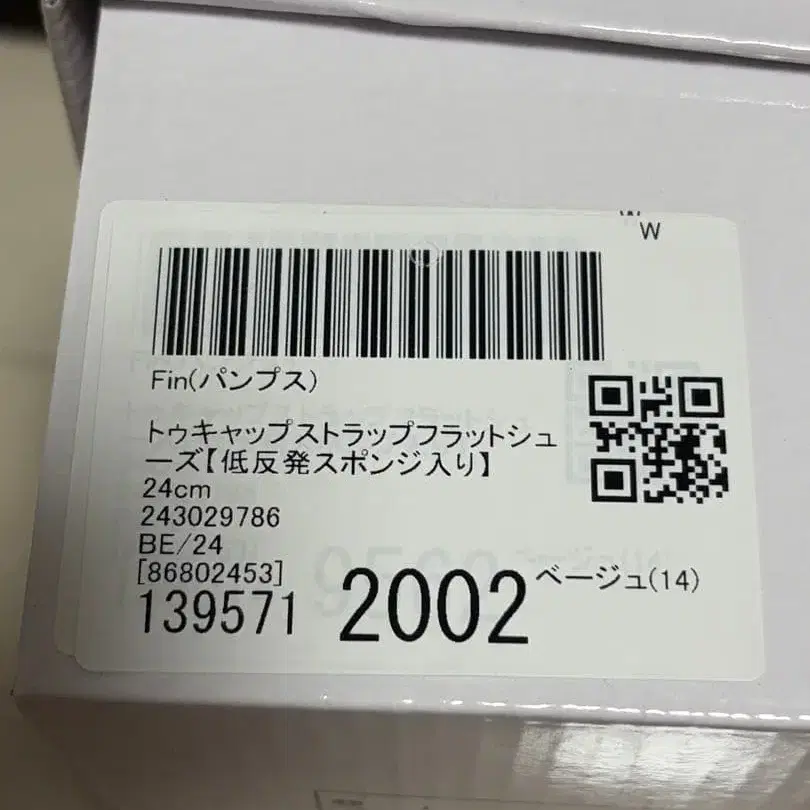 W
W
Fin(パンプス)
トゥキャップストラップフラットシュ
ーズ【低反発スポンジ入り】
24cm
243029786
BE/24
[86802453]
139571
2002
ベージュ(14)